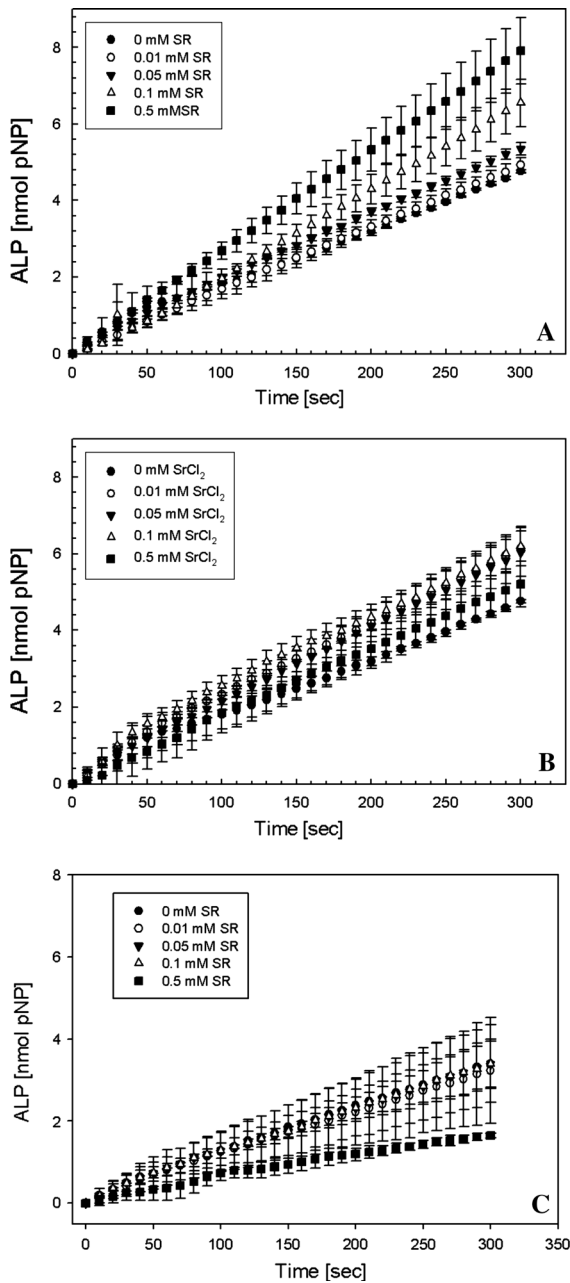 8
6
4
2
0
ALP [nmol pNP]
0 mM SR
0.01 mM SR
0.05 mM SR
0.1 mM SR
0.5 mMSR
A
0 50 100 150 200 250 300
Time [sec]
8
6
4
2
0
ALP [nmol pNP]
0 mM SrCl₂
0.01 mM SrCl₂
0.05 mM SrCl₂
0.1 mM SrCl₂
0.5 mM SrCl₂
B
0 50 100 150 200 250 300
Time [sec]
8
6
4
2
0
ALP [nmol pNP]
0 mM SR
0.01 mM SR
0.05 mM SR
0.1 mM SR
0.5 mM SR
C
0 50 100 150 200 250 300 350
Time [sec]